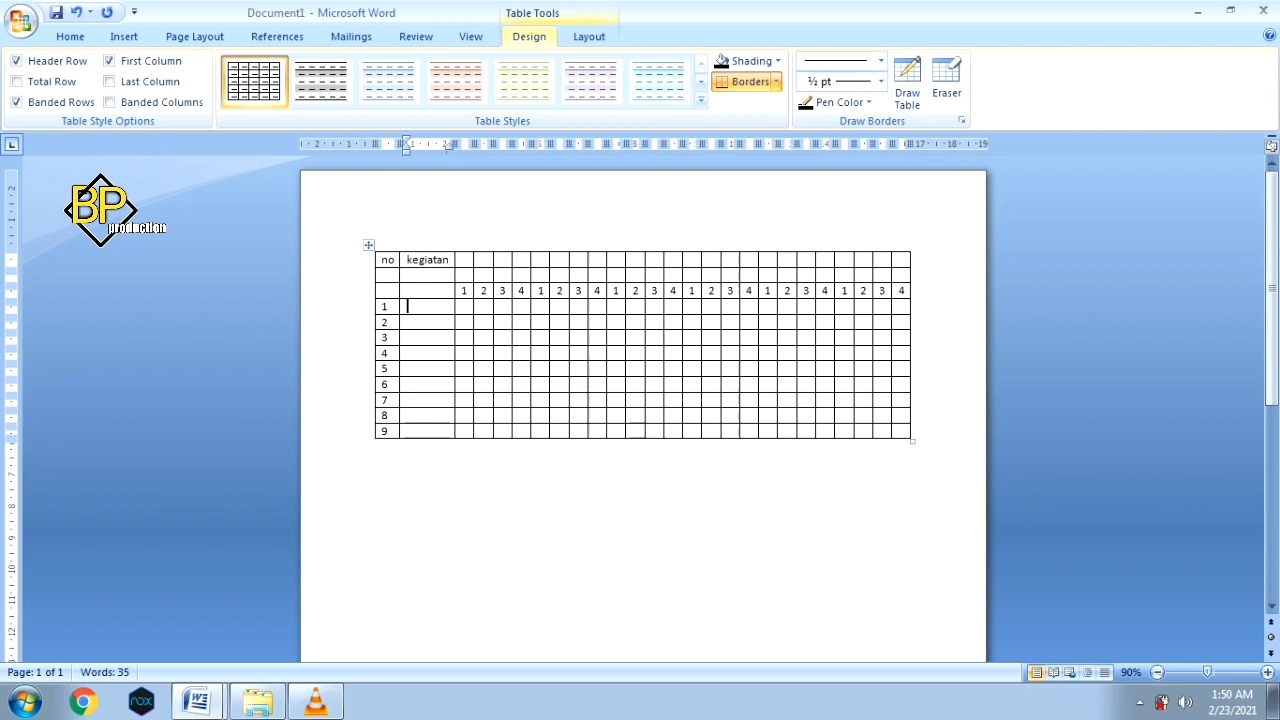 Document1 - Microsoft Word
Table Tools
Home Insert Page Layout References Mailings Review View Design Layout
Header Row First Column
Total Row Last Column
Banded Rows Banded Columns
Table Style Options
Table Styles
Shading
Borders
½ pt
Pen Color
Draw Table
Eraser
Draw Borders
BP
production
no kegiatan
1 2 3 4 1 2 3 4 1 2 3 4 1 2 3 4 1 2 3 4 1 2 3 4
1
2
3
4
5
6
7
8
9
Page: 1 of 1 Words: 35
90%
nox
1:50 AM
2/23/2021